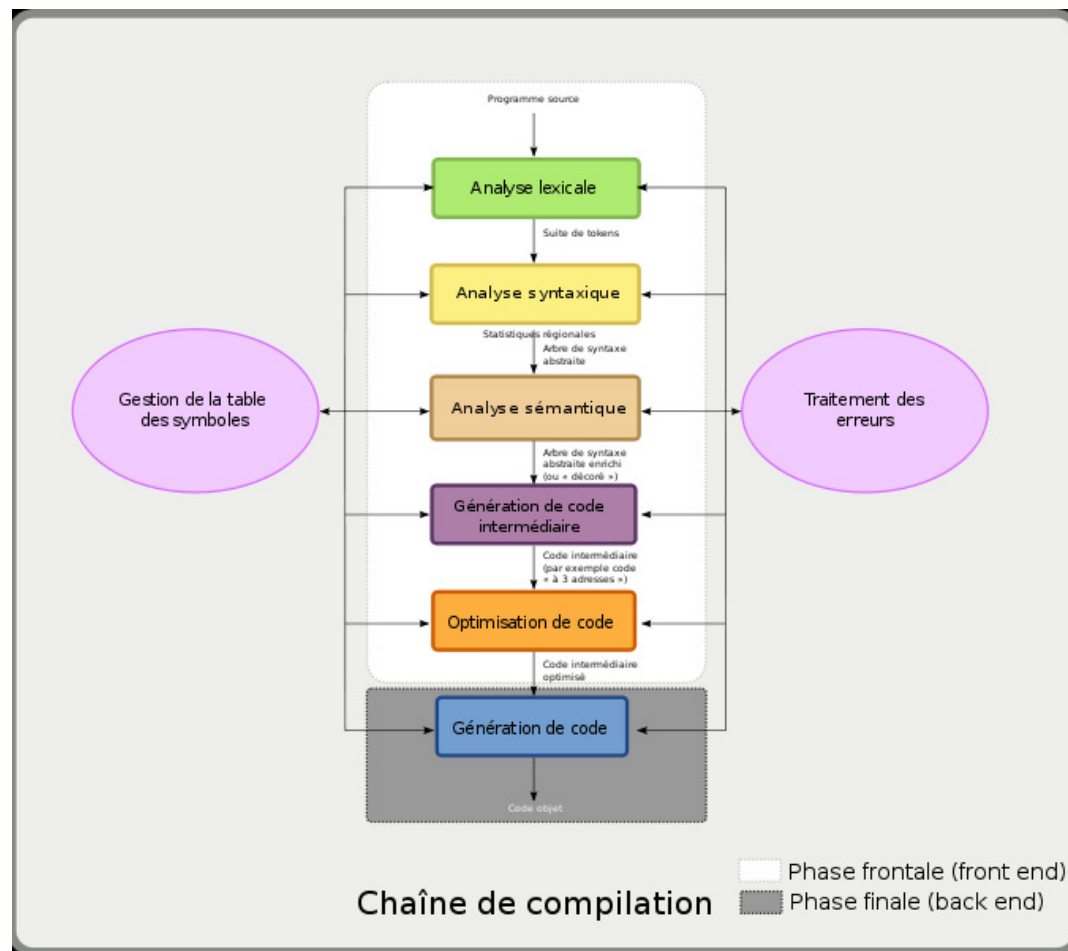 Programme source
Analyse lexicale
Suite de tokens
Analyse syntaxique
Statistiques régionales
Arbre de syntaxe
abstraite
Gestion de la table
des symboles
Analyse sémantique
Traitement des
erreurs
Arbre de syntaxe
abstraite enrichi
(ou « décoré »)
Génération de code
intermédiaire
Code intermédiaire
(par exemple code
« à 3 adresses »)
Optimisation de code
Code intermédiaire
optimisé
Génération de code
Code objet
Chaîne de compilation
Phase frontale (front end)
Phase finale (back end)